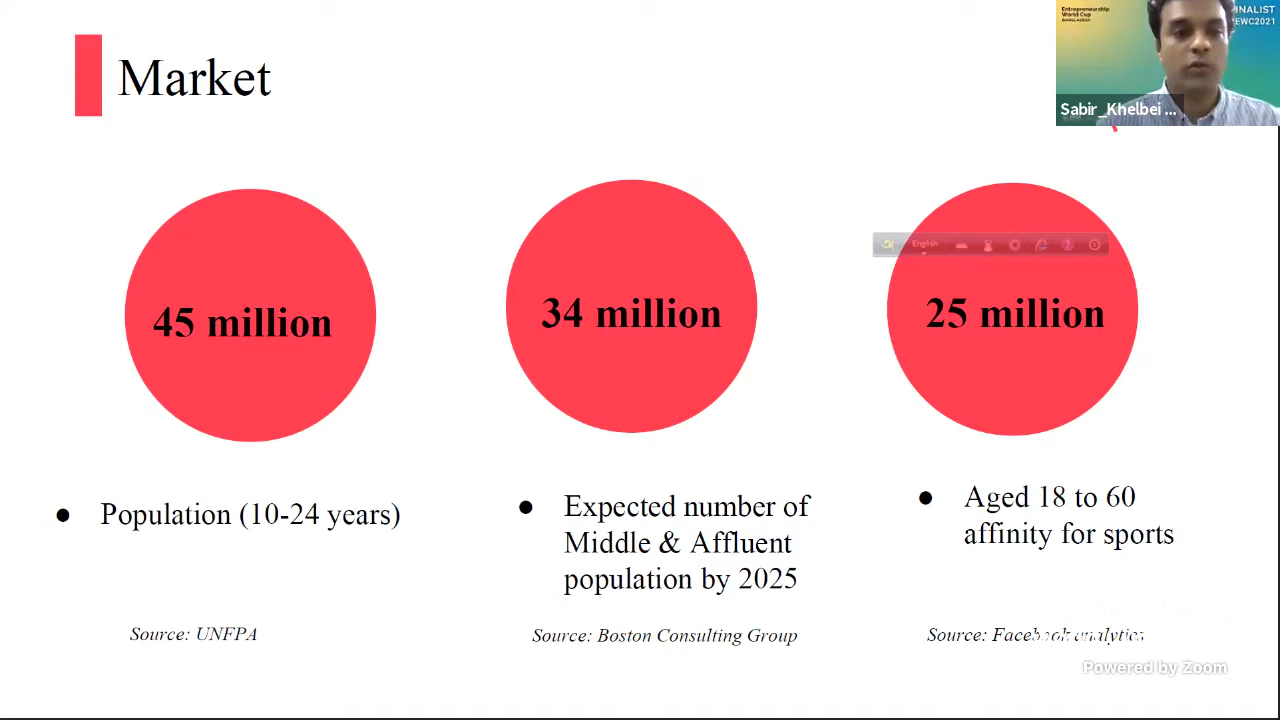 Market
Entrepreneurship
World Cup
BANGLADESH
FINALIST
EWC2021
Sabir_Khelbei ...
45 million
34 million
25 million
English
● Population (10-24 years)
● Expected number of
Middle & Affluent
population by 2025
● Aged 18 to 60
affinity for sports
Source: UNFPA
Source: Boston Consulting Group
Source: Facebook analytics
Powered by Zoom